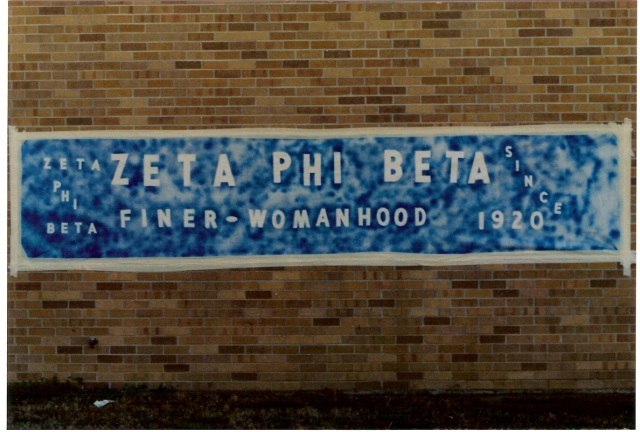 ZETA PHI BETA
ZETA PHI BETA
SINCE
FINER-WOMANHOOD 1920